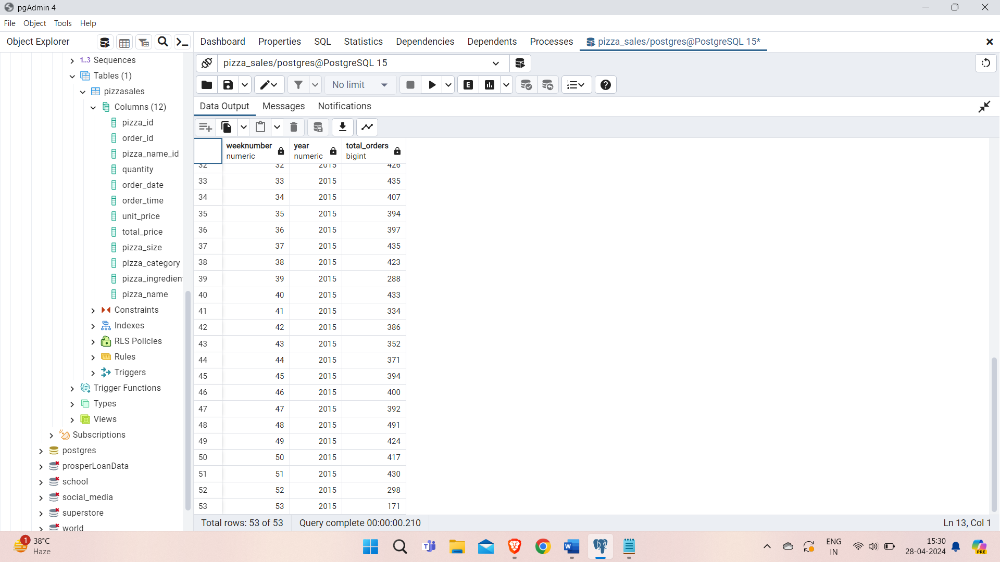 pgAdmin 4
File Object Tools Help
Object Explorer
Dashboard Properties SQL Statistics Dependencies Dependents Processes pizza_sales/postgres@PostgreSQL 15*
1..3 Sequences
Tables (1)
pizzasales
Columns (12)
pizza_id
order_id
pizza_name_id
quantity
order_date
order_time
unit_price
total_price
pizza_size
pizza_category
pizza_ingredien
pizza_name
Constraints
Indexes
RLS Policies
Rules
Triggers
Trigger Functions
Types
Views
Subscriptions
postgres
prosperLoanData
school
social_media
superstore
world
pizza_sales/postgres@PostgreSQL 15
No limit
E
Data Output Messages Notifications
weeknumber year total_orders
numeric numeric bigint
32 32 2015 426
33 33 2015 435
34 34 2015 407
35 35 2015 394
36 36 2015 397
37 37 2015 435
38 38 2015 423
39 39 2015 288
40 40 2015 433
41 41 2015 334
42 42 2015 386
43 43 2015 352
44 44 2015 371
45 45 2015 394
46 46 2015 400
47 47 2015 392
48 48 2015 491
49 49 2015 424
50 50 2015 417
51 51 2015 430
52 52 2015 298
53 53 2015 171
Total rows: 53 of 53 Query complete 00:00:00.210 Ln 13, Col 1
1 38°C
Haze
ENG
IN
15:30
28-04-2024
PRE